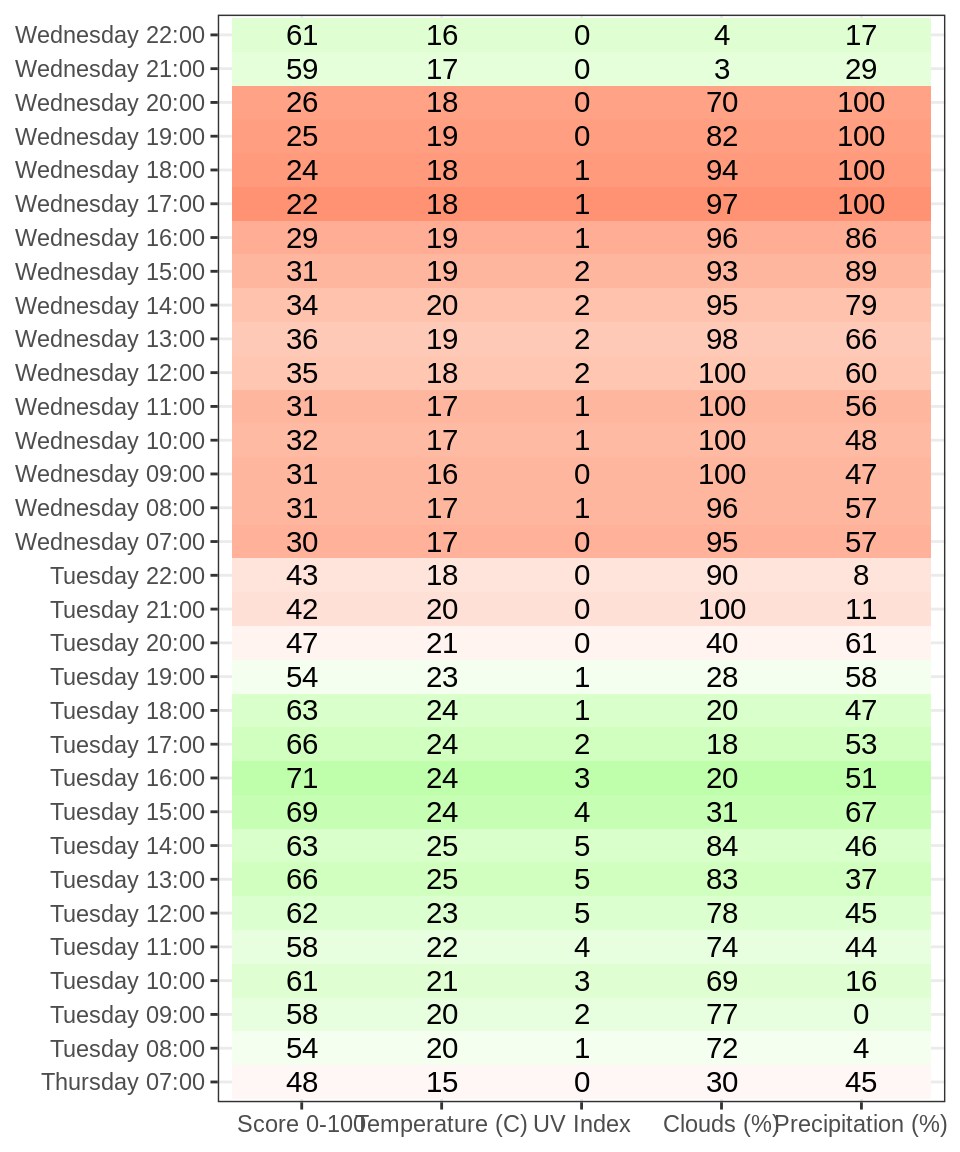 Wednesday 22:00 61 16 0 4 17
Wednesday 21:00 59 17 0 3 29
Wednesday 20:00 26 18 0 70 100
Wednesday 19:00 25 19 0 82 100
Wednesday 18:00 24 18 1 94 100
Wednesday 17:00 22 18 1 97 100
Wednesday 16:00 29 19 1 96 86
Wednesday 15:00 31 19 2 93 89
Wednesday 14:00 34 20 2 95 79
Wednesday 13:00 36 19 2 98 66
Wednesday 12:00 35 18 2 100 60
Wednesday 11:00 31 17 1 100 56
Wednesday 10:00 32 17 1 100 48
Wednesday 09:00 31 16 0 100 47
Wednesday 08:00 31 17 1 96 57
Wednesday 07:00 30 17 0 95 57
Tuesday 22:00 43 18 0 90 8
Tuesday 21:00 42 20 0 100 11
Tuesday 20:00 47 21 0 40 61
Tuesday 19:00 54 23 1 28 58
Tuesday 18:00 63 24 1 20 47
Tuesday 17:00 66 24 2 18 53
Tuesday 16:00 71 24 3 20 51
Tuesday 15:00 69 24 4 31 67
Tuesday 14:00 63 25 5 84 46
Tuesday 13:00 66 25 5 83 37
Tuesday 12:00 62 23 5 78 45
Tuesday 11:00 58 22 4 74 44
Tuesday 10:00 61 21 3 69 16
Tuesday 09:00 58 20 2 77 0
Tuesday 08:00 54 20 1 72 4
Thursday 07:00 48 15 0 30 45
Score 0-100 Temperature (C) UV Index Clouds (%) Precipitation (%)